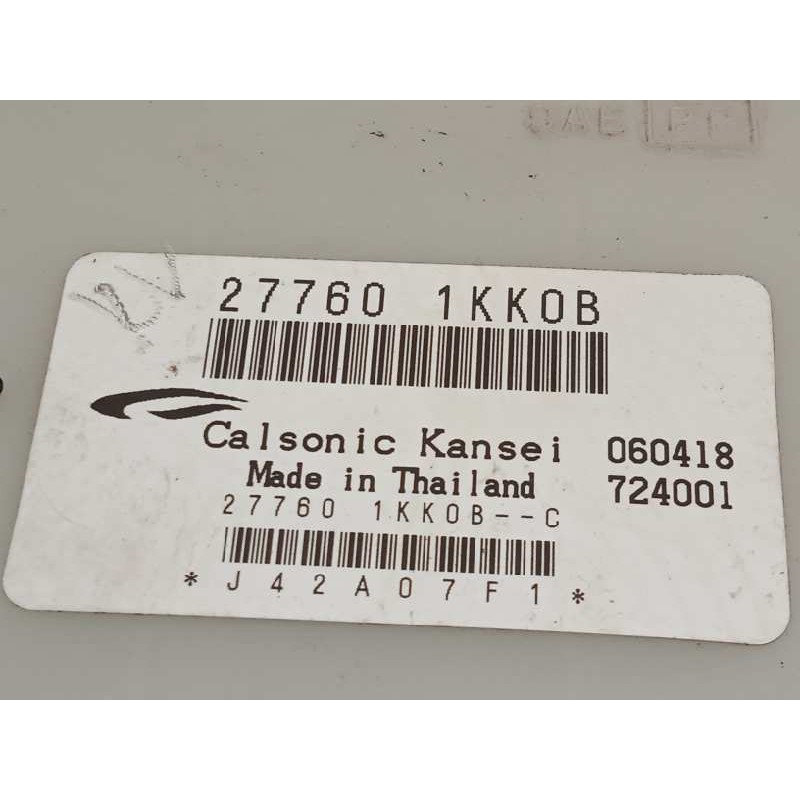 27760 1KK0B
Calsonic Kansei 060418
Made in Thailand 724001
27760 1KK0B--C
*J42A07F1*